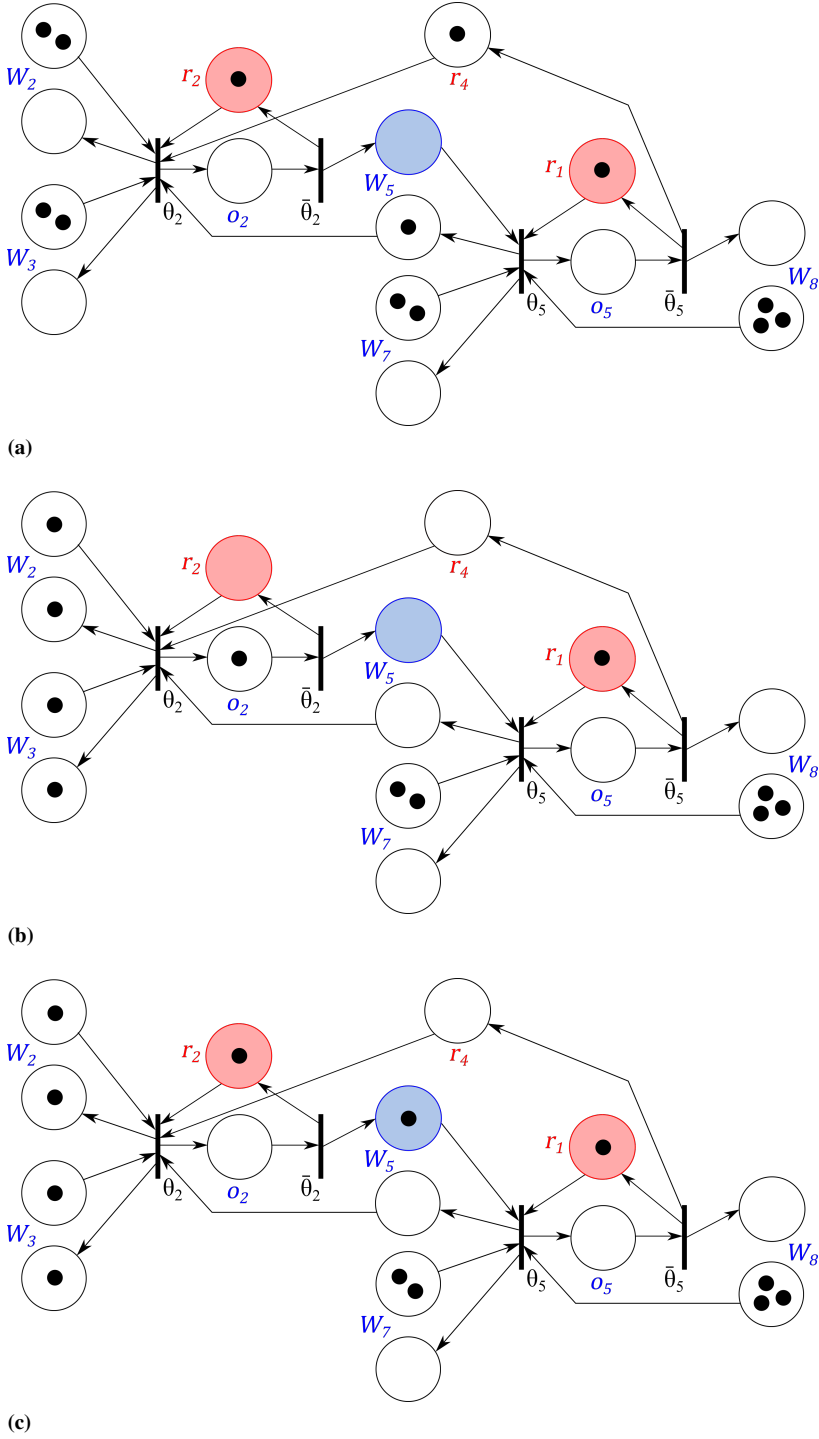 W₂ r₂ r₄
W₅ r₁
W₃ θ₂ o₂ θ̄₂
W₈
W₇ θ₅ o₅ θ̄₅
(a)
W₂ r₂ r₄
W₅ r₁
W₃ θ₂ o₂ θ̄₂
W₈
W₇ θ₅ o₅ θ̄₅
(b)
W₂ r₂ r₄
W₅ r₁
W₃ θ₂ o₂ θ̄₂
W₈
W₇ θ₅ o₅ θ̄₅
(c)